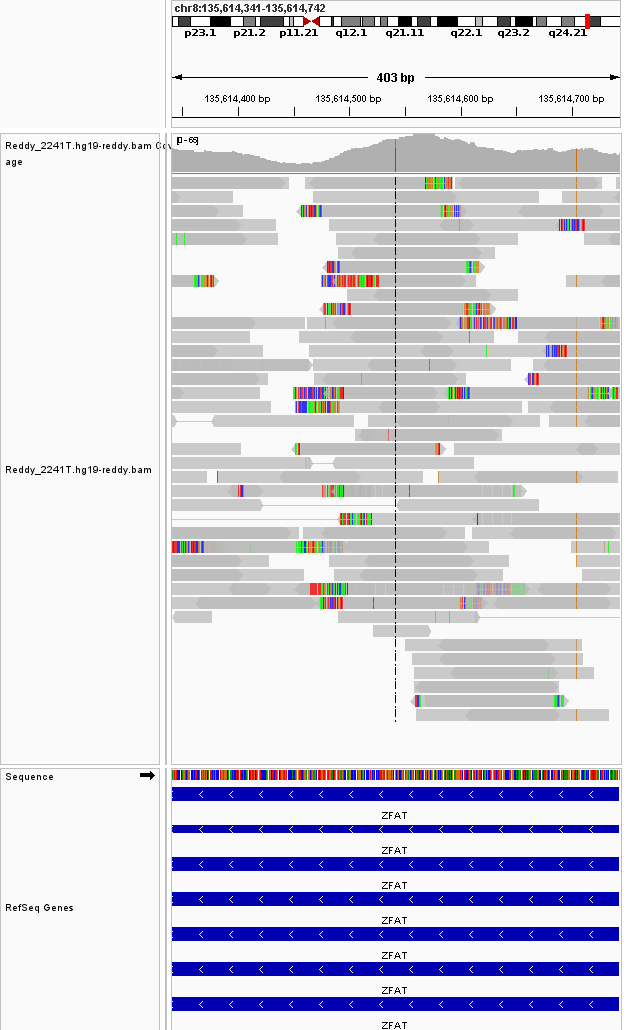 chr8:135,614,341-135,614,742
p23.1 p21.2 p11.21 q12.1 q21.11 q22.1 q23.2 q24.21
403 bp
135,614,400 bp 135,614,500 bp 135,614,600 bp 135,614,700 bp
Reddy_2241T.hg19-reddy.bam Cov
age
Reddy_2241T.hg19-reddy.bam
Sequence
ZFAT
ZFAT
ZFAT
RefSeq Genes
ZFAT
ZFAT
ZFAT
ZFAT